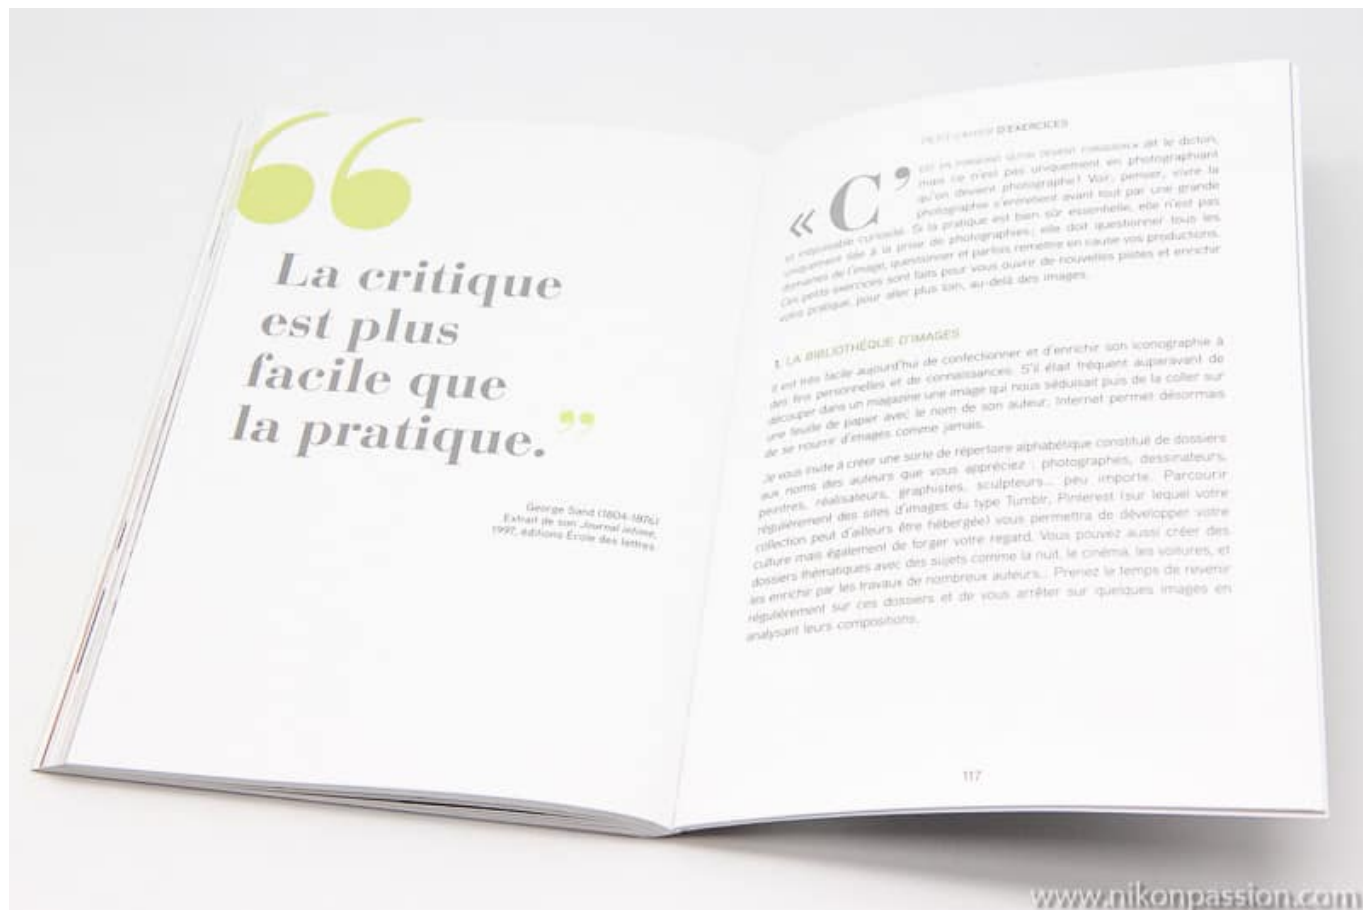 “
La critique
est plus
facile que
la pratique. ”
George Sand (1804-1876)
Extrait de son Journal intime,
1997, éditions École des lettres
PETIT CAHIER D'EXERCICES
« C’
est en forgeant qu'on devient forgeron» dit le dicton,
mais ce n'est pas uniquement en photographiant
qu'on devient photographe! Voir, penser, vivre la
photographie s'entretient avant tout par une grande
et inépuisable curiosité. Si la pratique est bien sûr essentielle, elle n'est pas
uniquement liée à la prise de photographies; elle doit questionner tous les
domaines de l'image, questionner et parfois remettre en cause vos productions.
Ces petits exercices sont faits pour vous ouvrir de nouvelles pistes et enrichir
votre pratique, pour aller plus loin, au-delà des images.
1. LA BIBLIOTHÈQUE D'IMAGES
Il est très facile aujourd'hui de confectionner et d'enrichir son iconographie à
des fins personnelles et de connaissances. S'il était fréquent auparavant de
découper dans un magazine une image qui nous séduisait puis de la coller sur
une feuille de papier avec le nom de son auteur, Internet permet désormais
de se nourrir d'images comme jamais.
Je vous invite à créer une sorte de répertoire alphabétique constitué de dossiers
aux noms des auteurs que vous appréciez : photographes, dessinateurs,
peintres, réalisateurs, graphistes, sculpteurs... peu importe. Parcourir
régulièrement des sites d'images du type Tumblr, Pinterest (sur lequel votre
collection peut d'ailleurs être hébergée) vous permettra de développer votre
culture mais également de forger votre regard. Vous pouvez aussi créer des
dossiers thématiques avec des sujets comme la nuit, le cinéma, les voitures, et
les enrichir par les travaux de nombreux auteurs... Prenez le temps de revenir
régulièrement sur ces dossiers et de vous arrêter sur quelques images en
analysant leurs compositions.
117
www.nikonpassion.com